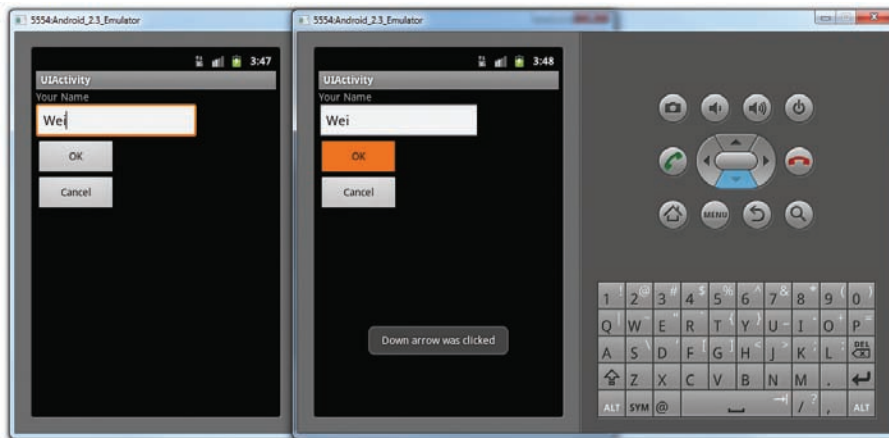 5554:Android_2.3_Emulator
3:47
UIActivity
Your Name
Wei
OK
Cancel
5554:Android_2.3_Emulator
3:48
UIActivity
Your Name
Wei
OK
Cancel
Down arrow was clicked
MENU
1 ! 2 @ 3 # 4 $ 5 % 6 ^ 7 & 8 * 9 ( 0 )
Q | W ~ E " R ` T { Y } U _ I - O + P =
A S \ D ' F [ G ] H < J > K ; L : DEL
Z X C V B N M .
ALT SYM @ / ? , ALT